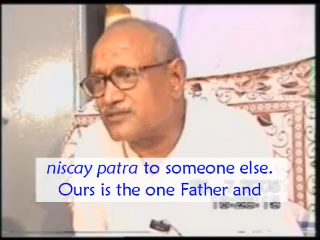 niscay patra to someone else.
Ours is the one Father and